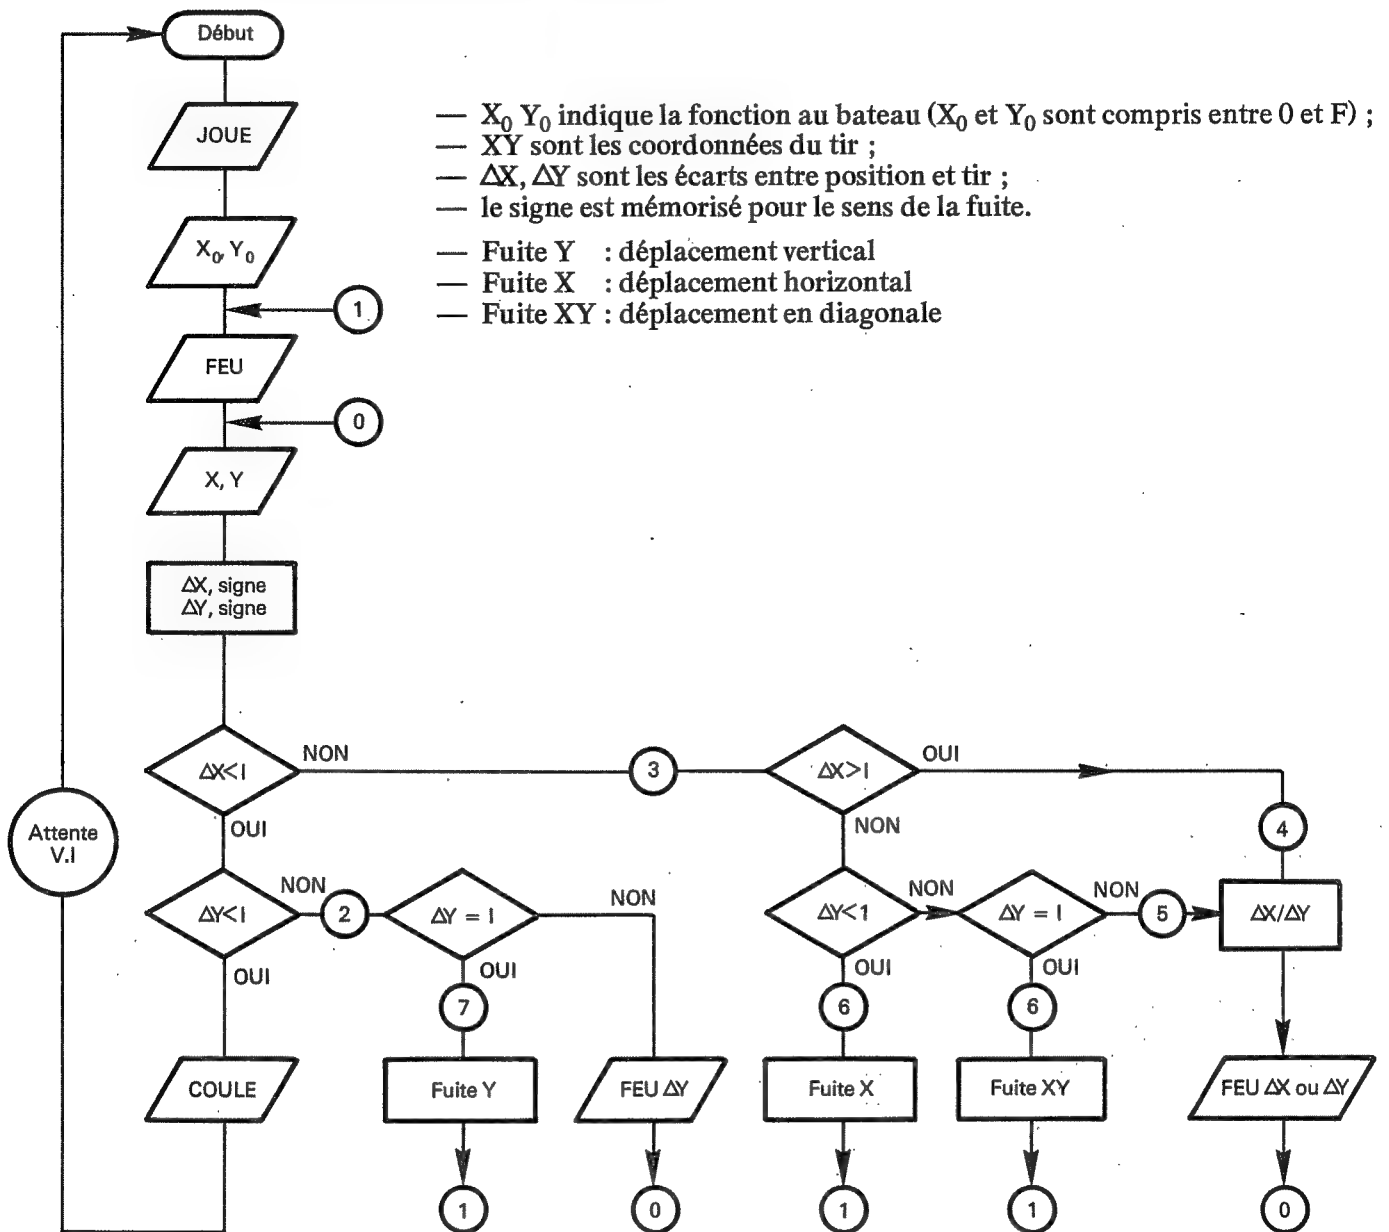 Début
JOUE
— X₀ Y₀ indique la fonction au bateau (X₀ et Y₀ sont compris entre 0 et F) ;
— XY sont les coordonnées du tir ;
— ΔX, ΔY sont les écarts entre position et tir ;
— le signe est mémorisé pour le sens de la fuite.
— Fuite Y : déplacement vertical
— Fuite X : déplacement horizontal
— Fuite XY : déplacement en diagonale
X₀, Y₀
1
FEU
0
X, Y
ΔX, signe
ΔY, signe
ΔX<I
NON
3
ΔX>I
OUI
OUI
NON
4
Attente
V.I
ΔY<I
NON
2
ΔY = I
NON
ΔY<1
NON
ΔY = I
NON
5
ΔX/ΔY
OUI
OUI
OUI
OUI
7
6
6
COULE
Fuite Y
FEU ΔY
Fuite X
Fuite XY
FEU ΔX ou ΔY
1
0
1
1
0